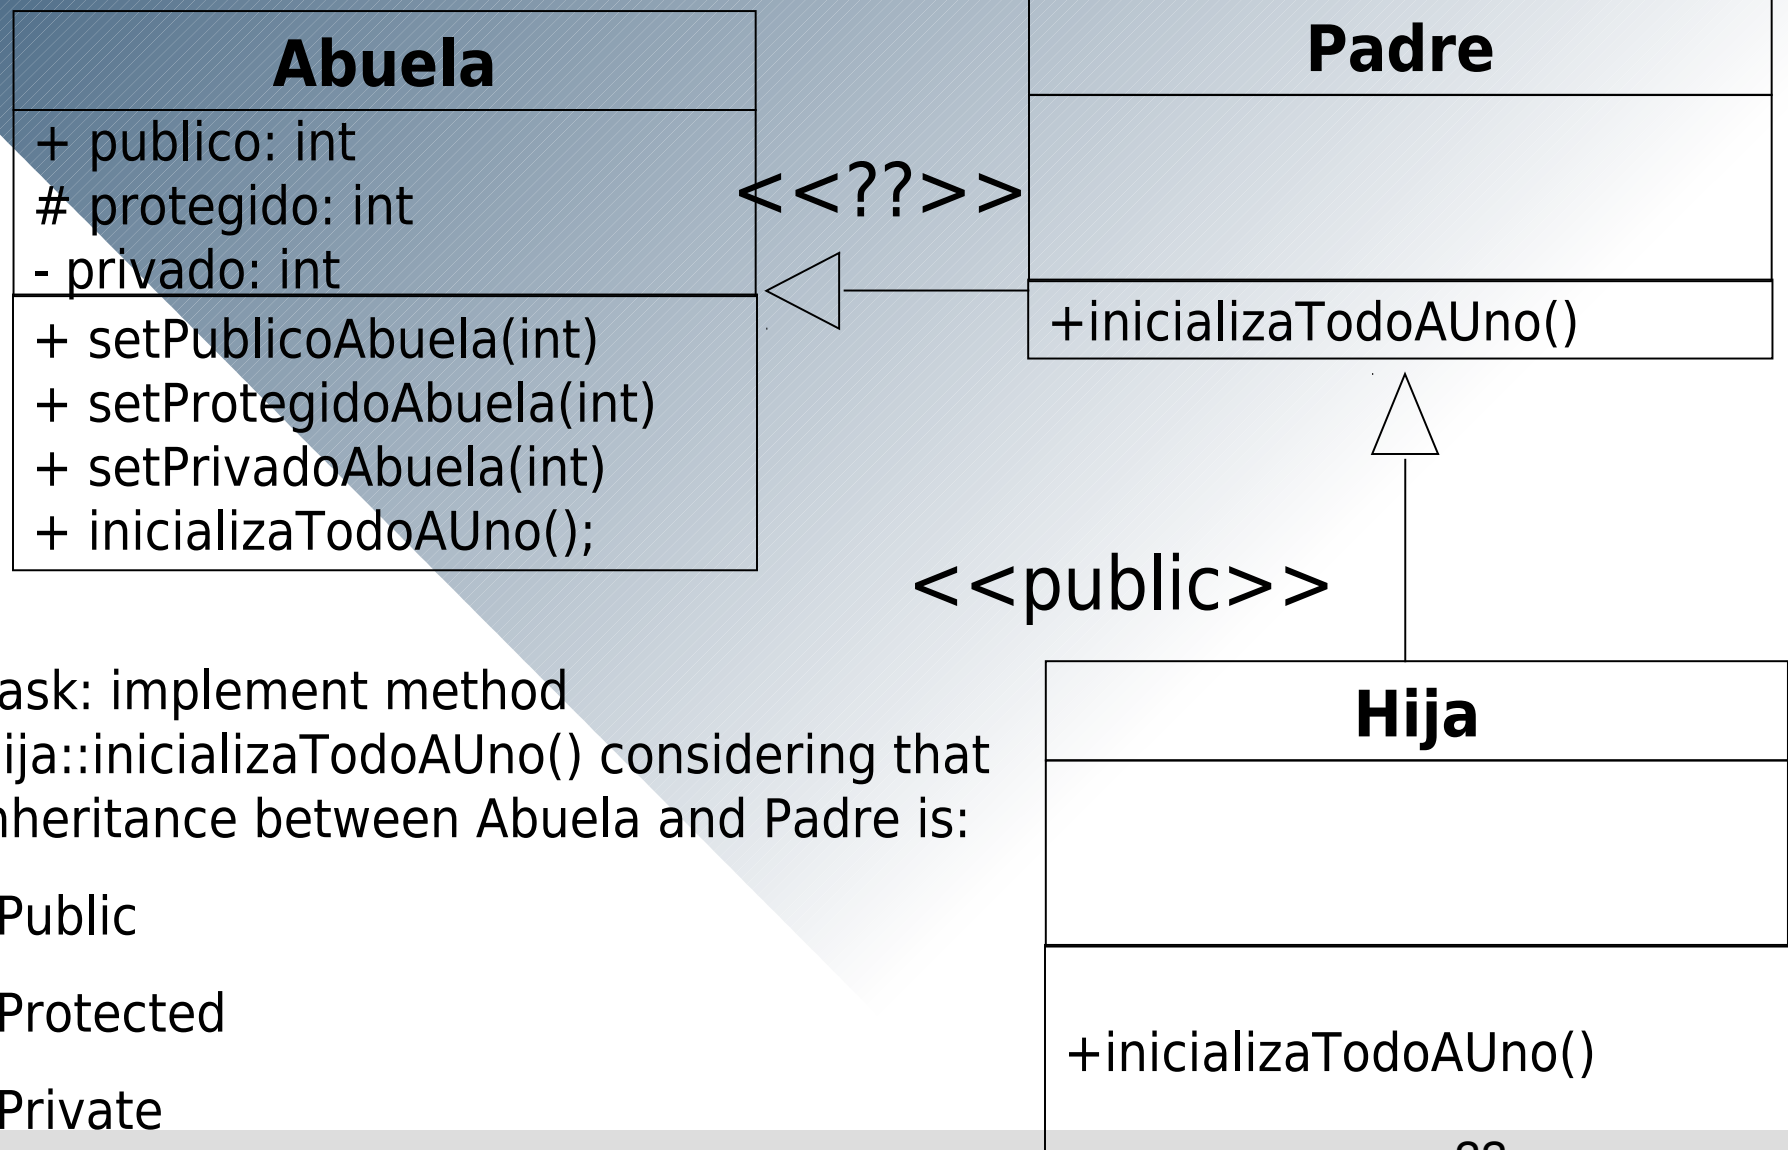 Abuela
+ publico: int
# protegido: int
- privado: int
+ setPublicoAbuela(int)
+ setProtegidoAbuela(int)
+ setPrivadoAbuela(int)
+ inicializaTodoAUno();
<<??>>
Padre
+inicializaTodoAUno()
<<public>>
Hija
+inicializaTodoAUno()
ask: implement method
ija::inicializaTodoAUno() considering that
nheritance between Abuela and Padre is:
Public
Protected
Private